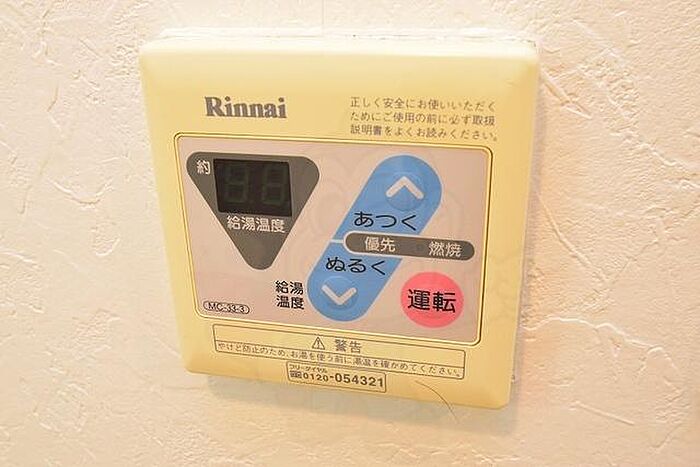 Rinnai
正しく安全にお使いいただく
ためにご使用の前に必ず取扱
説明書をよくお読みください。
約
給湯温度
あつく
優先 燃焼
ぬるく
給湯
温度
運転
MC-33-3
⚠ 警告
やけど防止のため、お湯を使う前に湯温を確かめてください。
フリーダイヤル
0120-054321